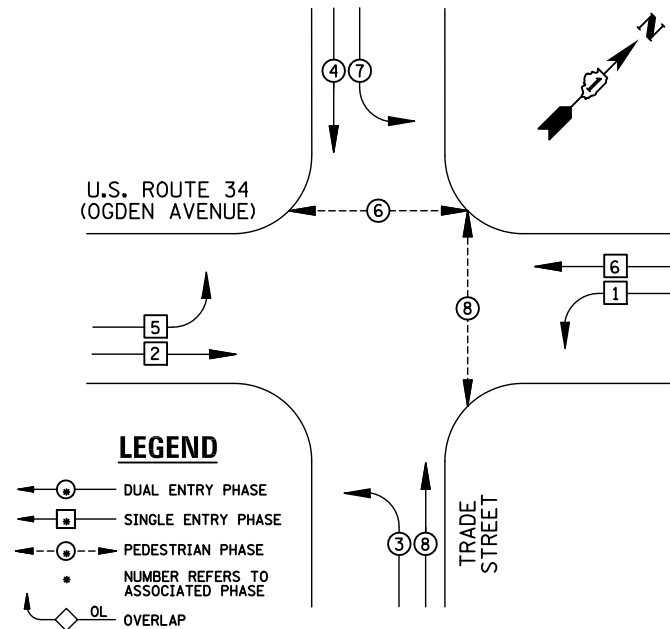 N
1
4 7
U.S. ROUTE 34
(OGDEN AVENUE)
6
6
1
8
5
2
LEGEND
* DUAL ENTRY PHASE
* SINGLE ENTRY PHASE
* PEDESTRIAN PHASE
* NUMBER REFERS TO
ASSOCIATED PHASE
OL OVERLAP
3 8
TRADE
STREET